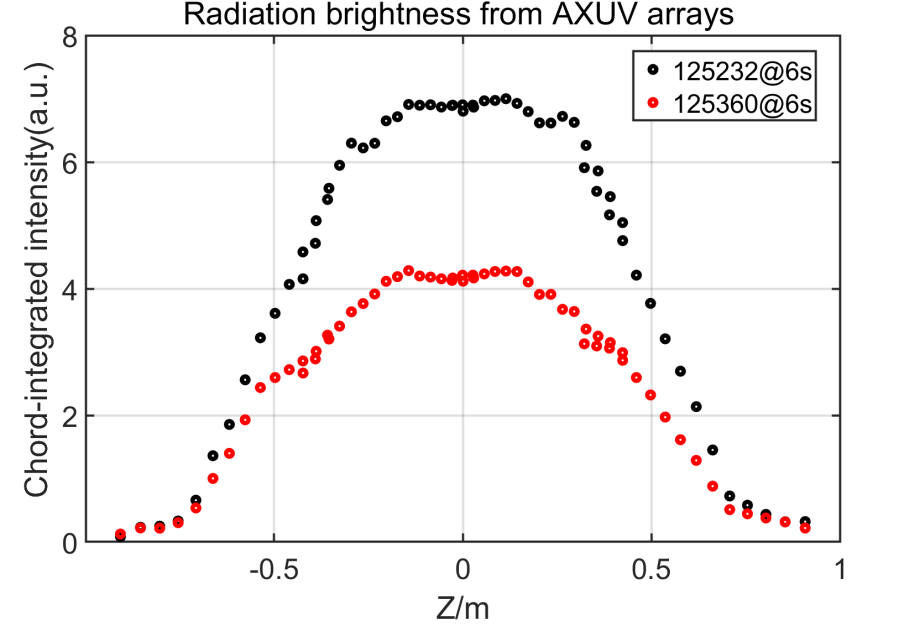 Radiation brightness from AXUV arrays
Chord-integrated intensity(a.u.)
8
6
4
2
0
125232@6s
125360@6s
-0.5
0
0.5
1
Z/m